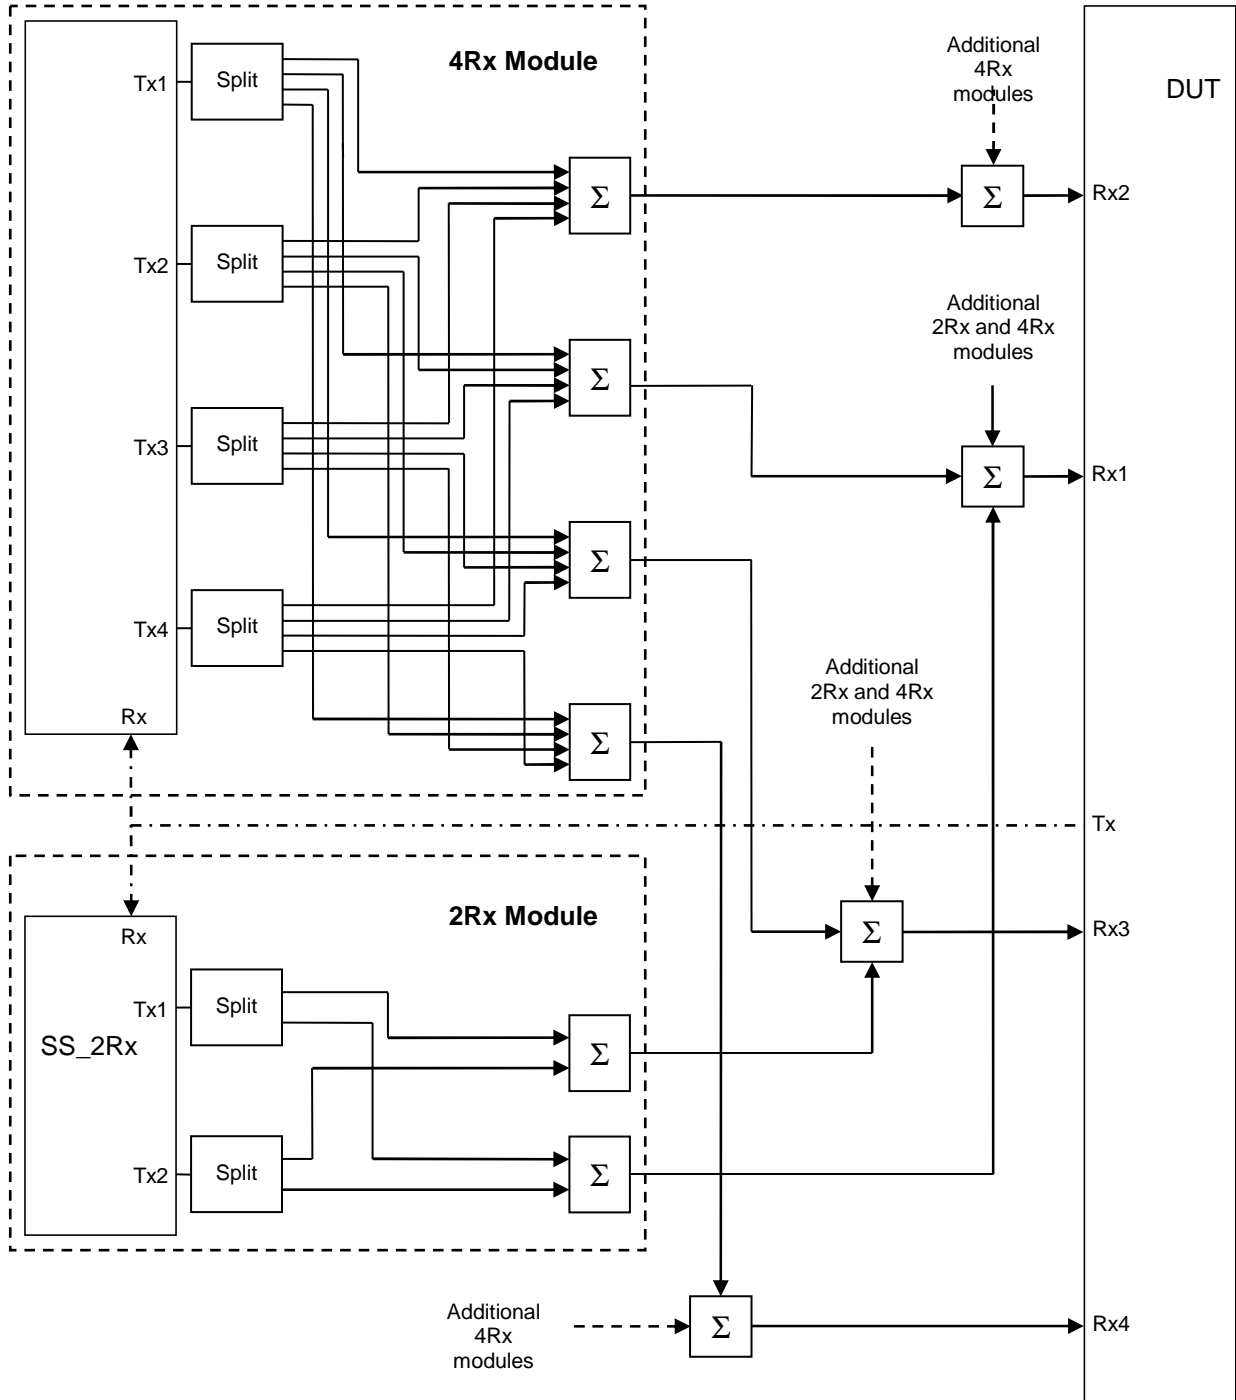 4Rx Module
Additional
4Rx
modules
DUT
Tx1
Split
Σ
Σ
Rx2
Tx2
Split
Additional
2Rx and 4Rx
modules
Σ
Tx3
Split
Σ
Rx1
Σ
Tx4
Split
Additional
2Rx and 4Rx
modules
Rx
Σ
Tx
2Rx Module
Rx
Σ
Rx3
Tx1
Split
SS_2Rx
Σ
Tx2
Split
Σ
Additional
4Rx
modules
Σ
Rx4